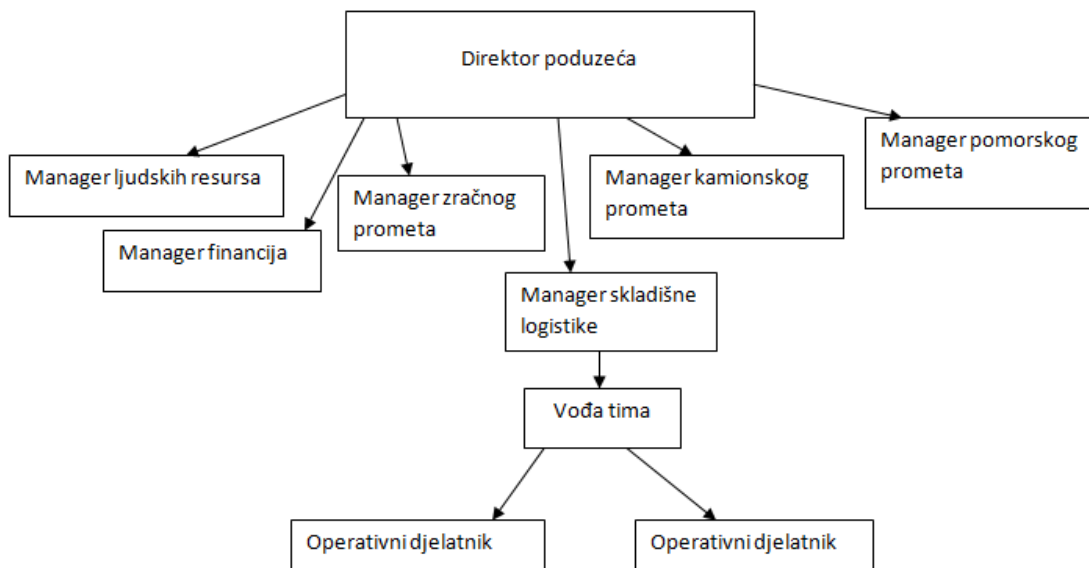 Direktor poduzeća
Manager ljudskih resursa
Manager financija
Manager zračnog
prometa
Manager skladišne
logistike
Manager kamionskog
prometa
Manager pomorskog
prometa
Vođa tima
Operativni djelatnik
Operativni djelatnik